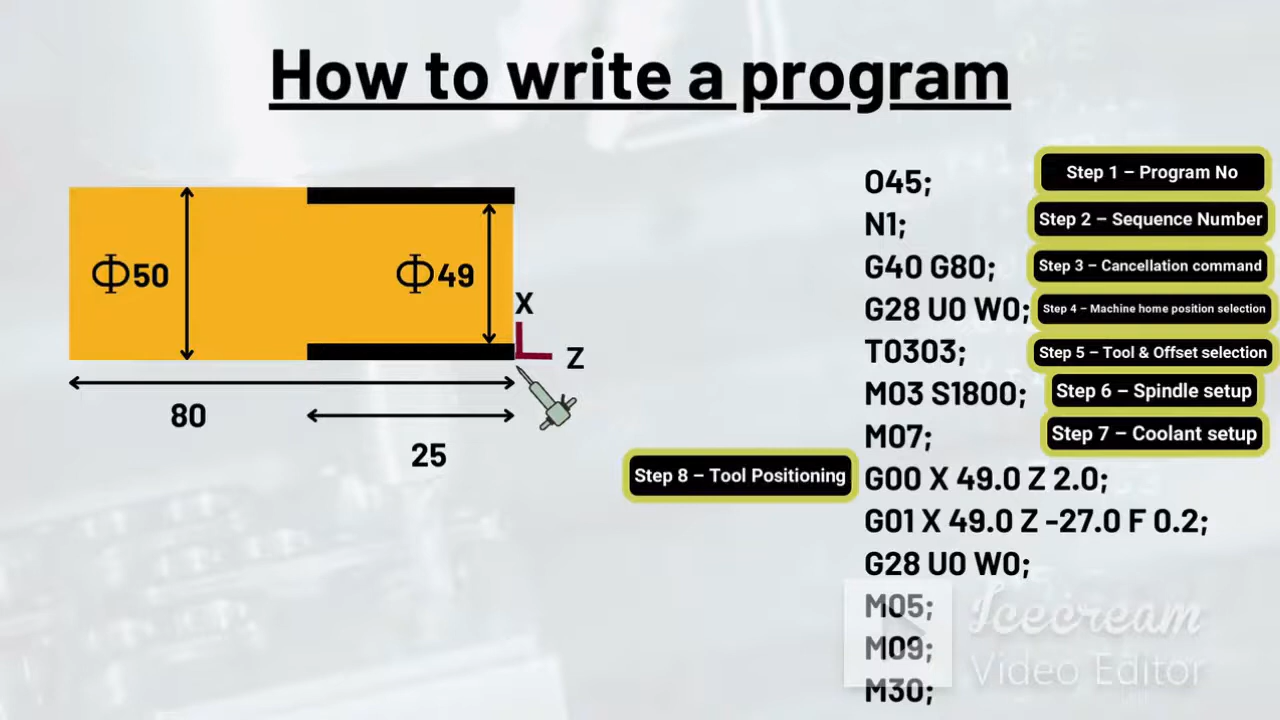 How to write a program
O45;
Step 1 – Program No
N1;
Step 2 – Sequence Number
G40 G80;
Step 3 – Cancellation command
G28 U0 W0;
Step 4 – Machine home position selection
T0303;
Step 5 – Tool & Offset selection
M03 S1800;
Step 6 – Spindle setup
M07;
Step 7 – Coolant setup
Step 8 – Tool Positioning
G00 X 49.0 Z 2.0;
G01 X 49.0 Z -27.0 F 0.2;
G28 U0 W0;
M05;
M09;
M30;
Φ50
Φ49
X
Z
80
25
Icecream
Video Editor